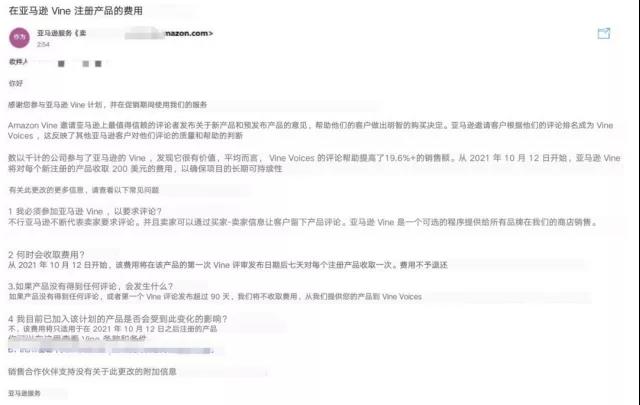 在亚马逊 Vine 注册产品的费用
作为
亚马逊服务《卖
mazon.com>
2:54
收件人
你好
感谢您参与亚马逊 Vine 计划，并在促销期间使用我们的服务
Amazon Vine 邀请亚马逊上最值得信赖的评论者发布关于新产品和预发布产品的意见，帮助他们的客户做出明智的购买决定。亚马逊邀请客户根据他们的评论排名成为 Vine
Voices ，这反映了其他亚马逊客户对他们评论的质量和帮助的判断
数以千计的公司参与了亚马逊的 Vine ，发现它很有价值，平均而言， Vine Voices 的评论帮助提高了19.6%+的销售额。从 2021 年 10 月 12 日开始，亚马逊 Vine
将对每个新注册的产品收取 200 美元的费用，以确保项目的长期可持续性
有关此更改的更多信息，请查看以下常见问题
1 我必须参加亚马逊 Vine ，以要求评论?
不行亚马逊不断代表卖家要求评论。并且卖家可以通过买家-卖家信息让客户留下产品评论。亚马逊 Vine 是一个可选的程序提供给所有品牌在我们的商店销售。
2 何时会收取费用?
从 2021 年 10 月 12 日开始，该费用将在该产品的第一次 Vine 评审发布日期后七天对每个注册产品收取一次。费用不予退还
3.如果产品没有得到任何评论，会发生什么?
如果产品没有得到任何评论，或者第一个 Vine 评论发布超过 90 天，我们将不收取费用，从我们提供您的产品到 Vine Voices
4 我目前已加入该计划的产品是否会受到此变化的影响?
不，该费用将只适用于在 2021 年 10 月 12 日之后注册的产品
Vine 条款和条件
销售合作伙伴支持没有关于此更改的附加信息
亚马逊服务